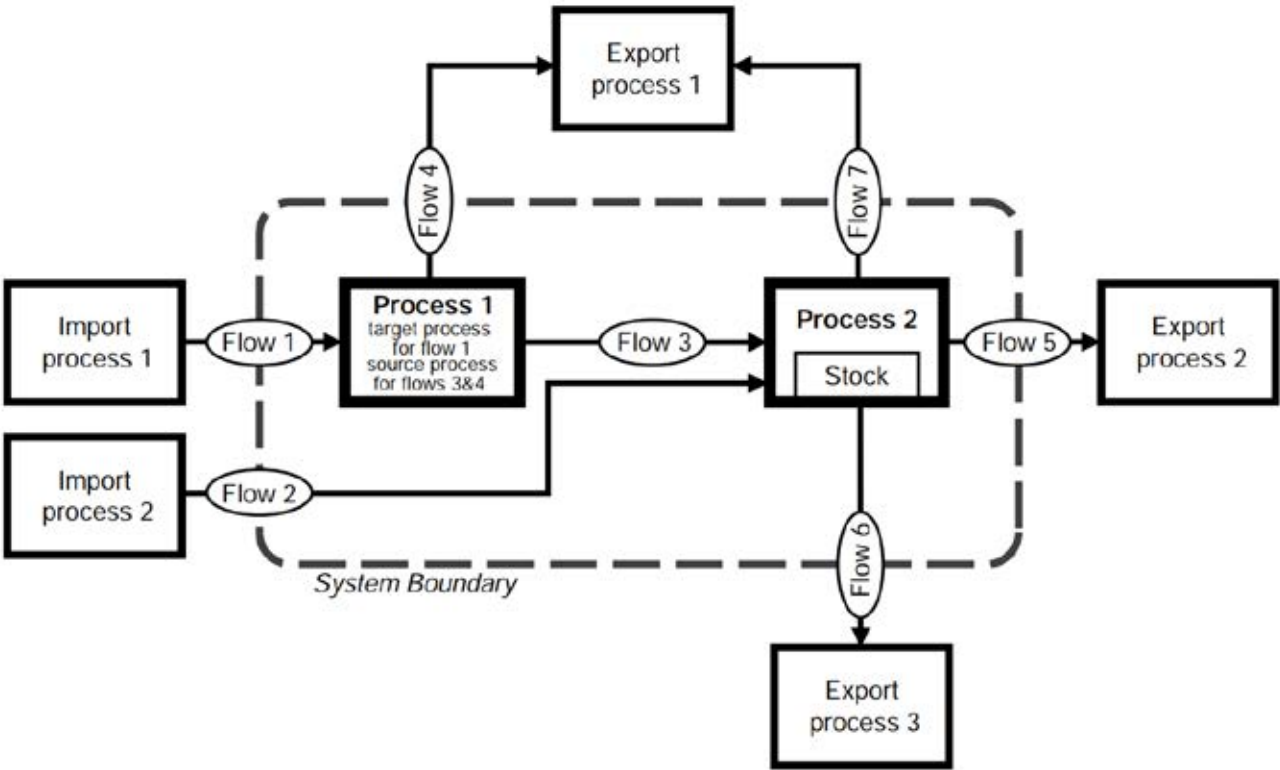 Export
process 1
Flow 4
Flow 7
Import
process 1
Flow 1
Process 1
target process
for flow 1
source process
for flows 3&4
Flow 3
Process 2
Stock
Flow 5
Export
process 2
Import
process 2
Flow 2
Flow 6
System Boundary
Export
process 3